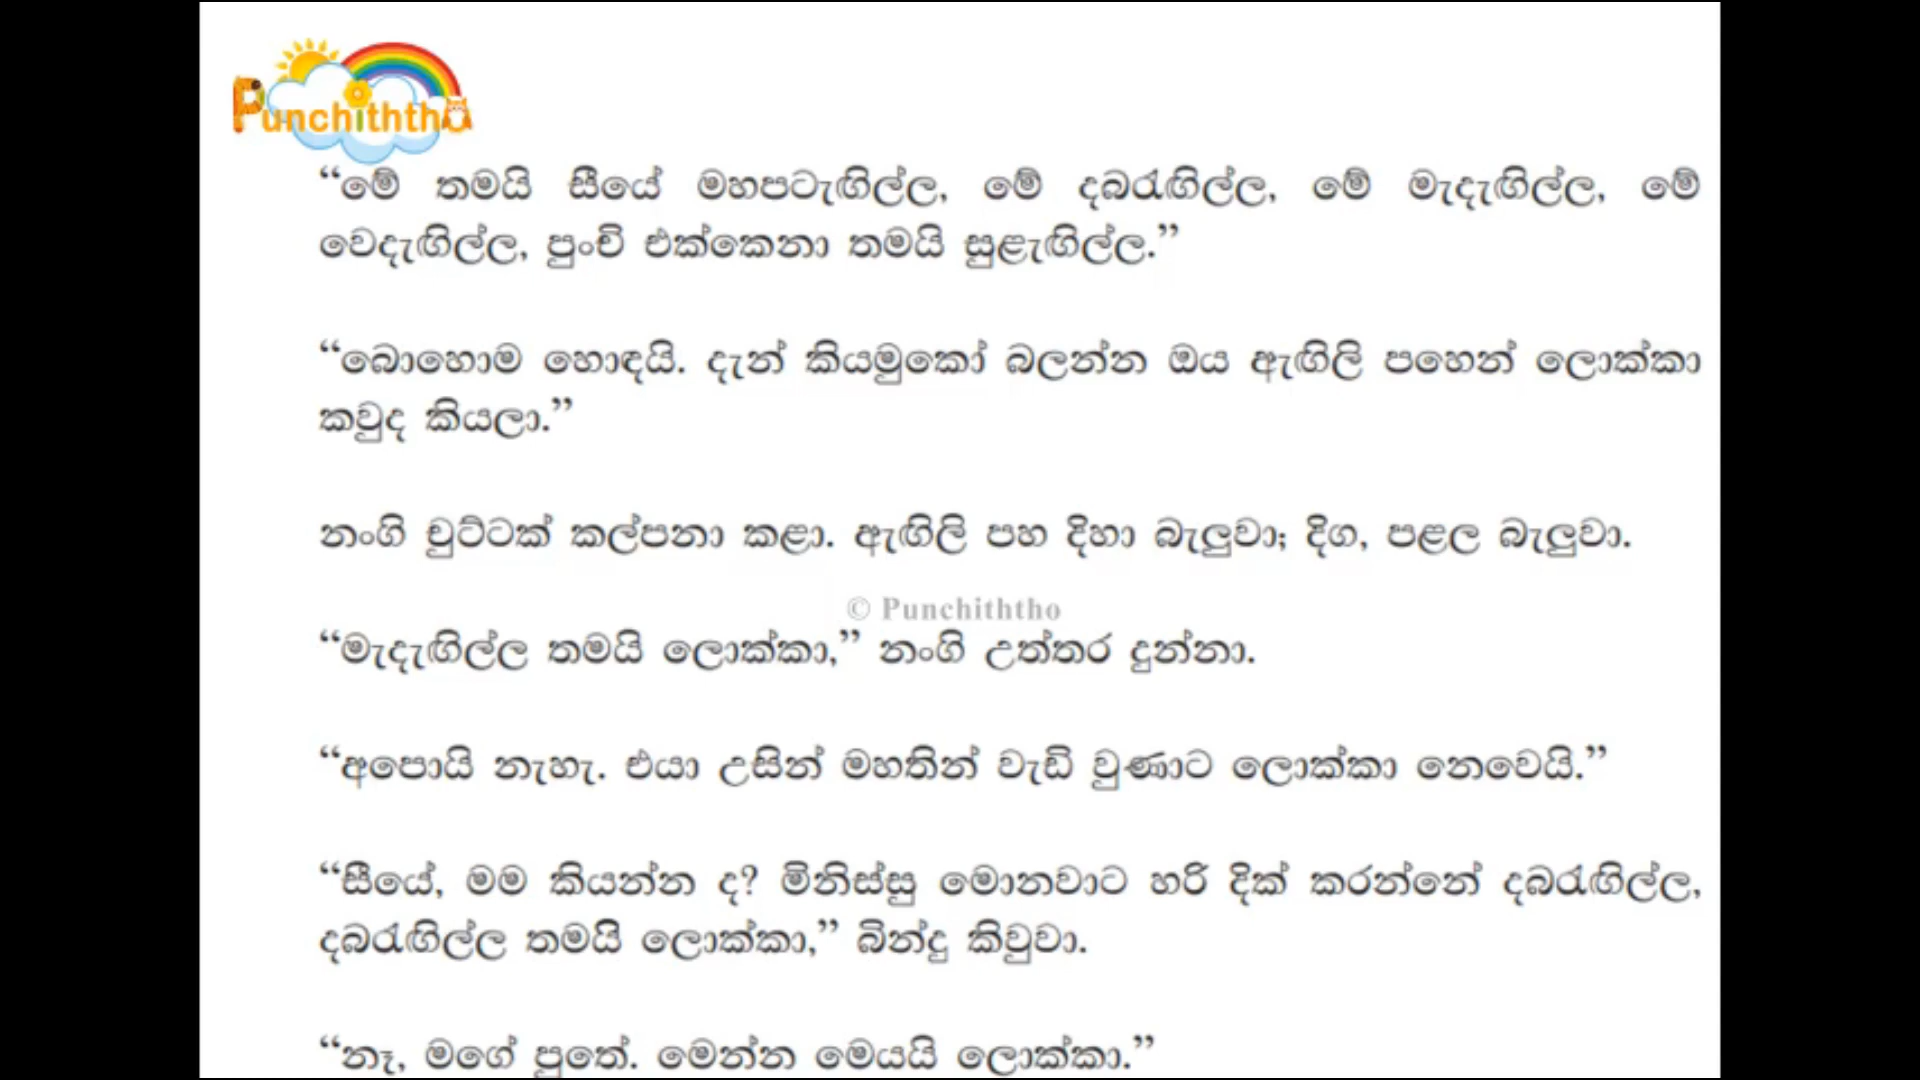 Punchiththo
“මේ තමයි සීයේ මහපටැඟිල්ල, මේ දබරැඟිල්ල, මේ මැදැඟිල්ල, මේ
වෙදැඟිල්ල, පුංචි එක්කෙනා තමයි සුළැඟිල්ල.”
“බොහොම හොඳයි. දැන් කියමුකෝ බලන්න ඔය ඇඟිලි පහෙන් ලොක්කා
කවුද කියලා.”
නංගි චුට්ටක් කල්පනා කළා. ඇඟිලි පහ දිහා බැලුවා; දිග, පළල බැලුවා.
© Punchiththo
“මැදැඟිල්ල තමයි ලොක්කා,” නංගි උත්තර දුන්නා.
“අපොයි නැහැ. එයා උසින් මහතින් වැඩි වුණාට ලොක්කා නෙවෙයි.”
“සීයේ, මම කියන්න ද? මිනිස්සු මොනවාට හරි දික් කරන්නේ දබරැඟිල්ල,
දබරැඟිල්ල තමයි ලොක්කා,” බින්දු කිවුවා.
“නෑ, මගේ පුතේ. මෙන්න මෙයයි ලොක්කා.”